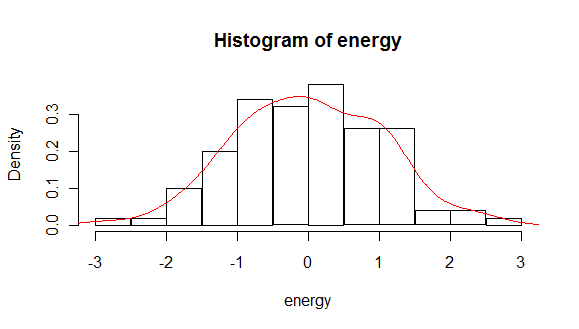 Histogram of energy
Density
0.0 0.1 0.2 0.3
-3 -2 -1 0 1 2 3
energy